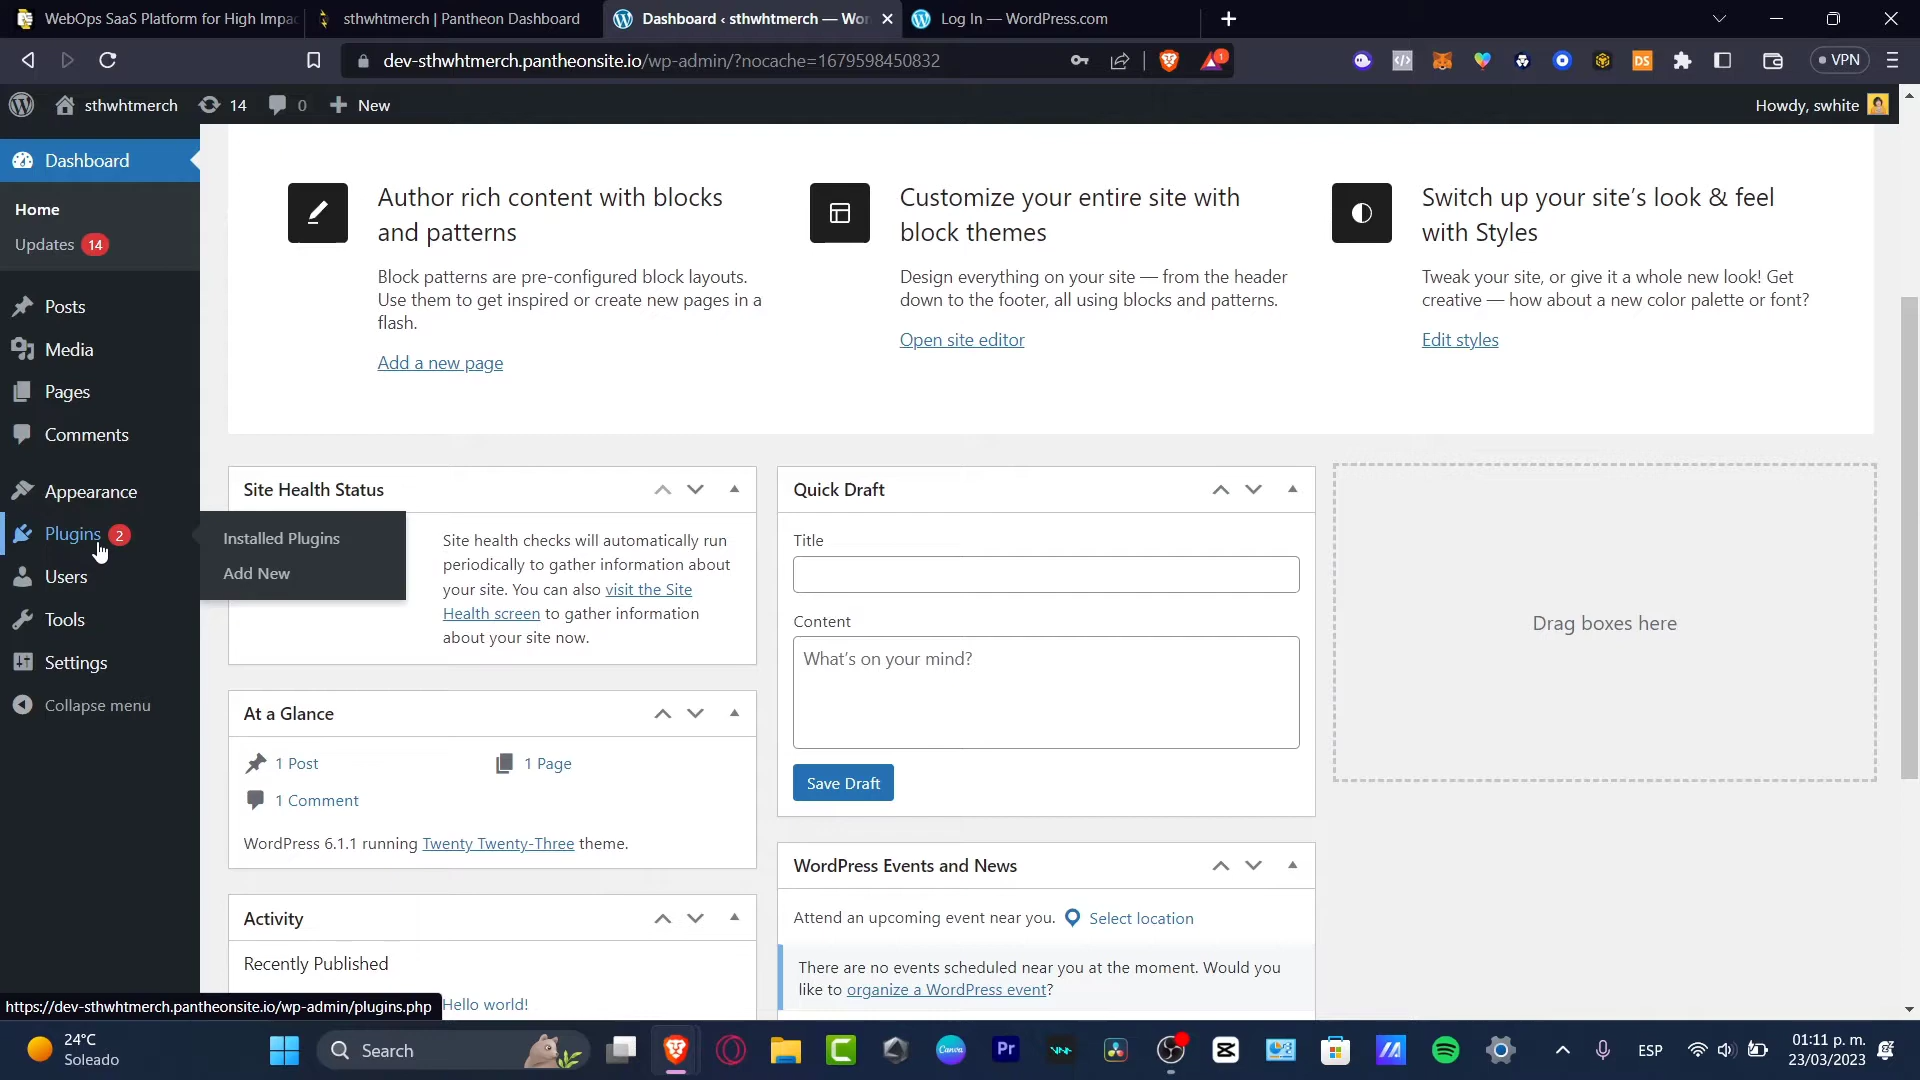 WebOps SaaS Platform for High Impac
sthwhtmerch | Pantheon Dashboard
Dashboard ‹ sthwhtmerch — Wor
Log In — WordPress.com
dev-sthwhtmerch.pantheonsite.io/wp-admin/?nocache=1679598450832
1
DS
VPN
sthwhtmerch
14
0
New
Howdy, swhite
Dashboard
Home
Updates 14
Posts
Media
Pages
Comments
Appearance
Plugins 2
Users
Tools
Settings
Collapse menu
Installed Plugins
Add New
Author rich content with blocks
and patterns
Block patterns are pre-configured block layouts.
Use them to get inspired or create new pages in a
flash.
Add a new page
Customize your entire site with
block themes
Design everything on your site — from the header
down to the footer, all using blocks and patterns.
Open site editor
Switch up your site's look & feel
with Styles
Tweak your site, or give it a whole new look! Get
creative — how about a new color palette or font?
Edit styles
Site Health Status
Site health checks will automatically run
periodically to gather information about
your site. You can also visit the Site
Health screen to gather information
about your site now.
At a Glance
1 Post
1 Page
1 Comment
WordPress 6.1.1 running Twenty Twenty-Three theme.
Activity
Recently Published
Hello world!
Quick Draft
Title
Content
What's on your mind?
Save Draft
WordPress Events and News
Attend an upcoming event near you. Select location
There are no events scheduled near you at the moment. Would you
like to organize a WordPress event?
Drag boxes here
https://dev-sthwhtmerch.pantheonsite.io/wp-admin/plugins.php
24°C
Soleado
Search
Canva
Pr
ESP
01:11 p. m.
23/03/2023